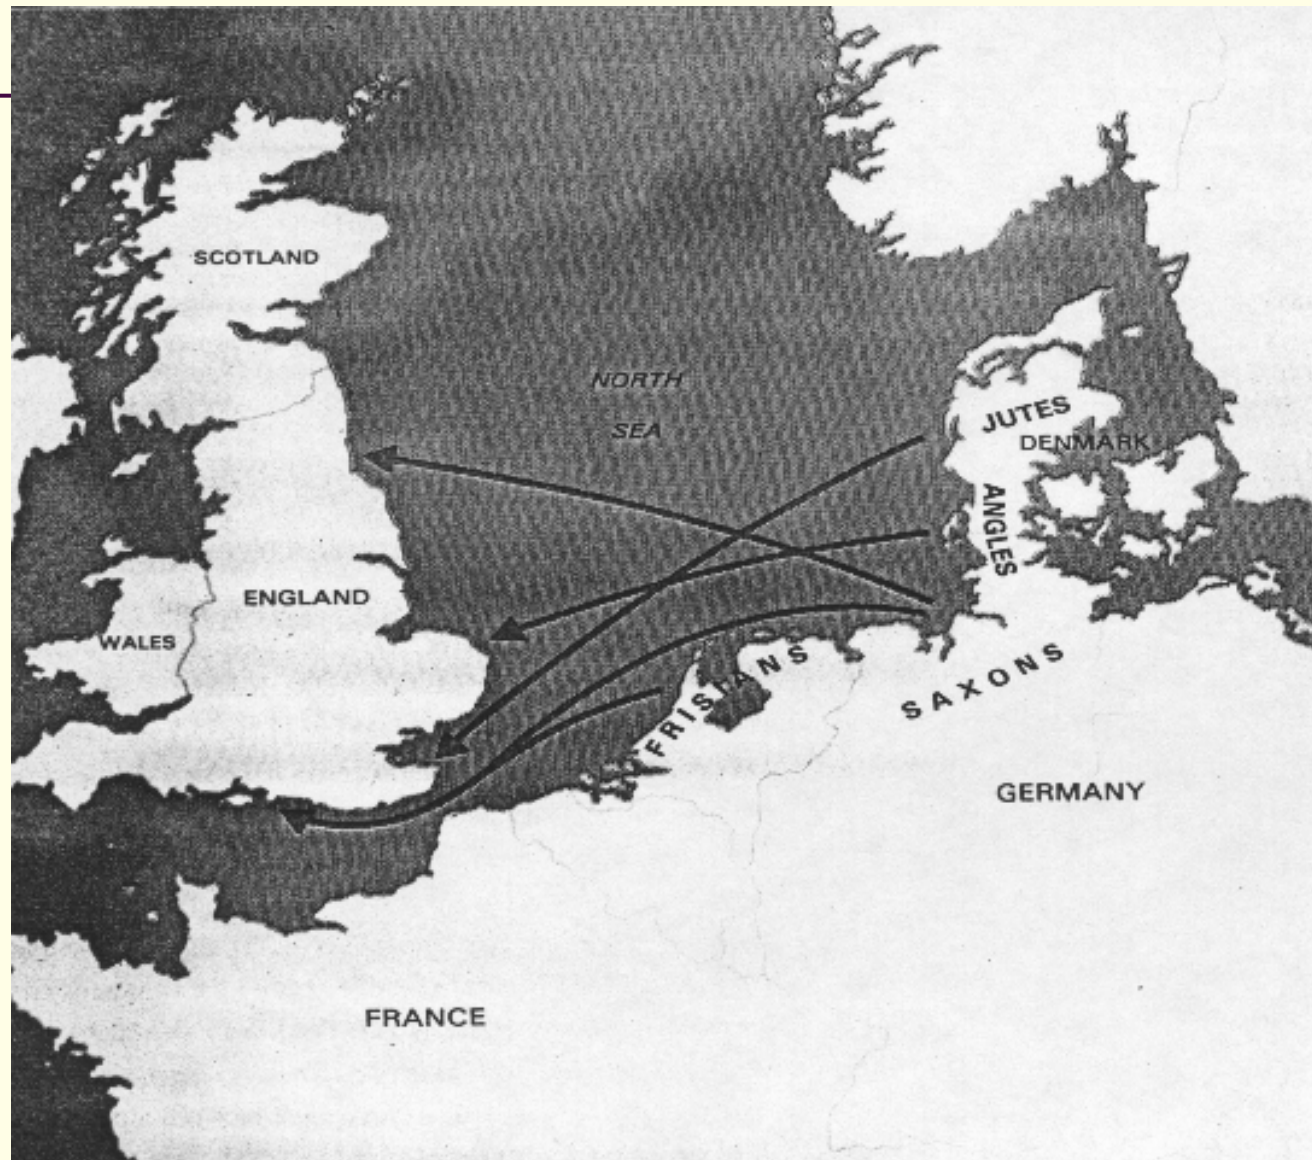 SCOTLAND
NORTH
SEA
JUTES
DENMARK
ANGLES
ENGLAND
WALES
FRISIANS
SAXONS
GERMANY
FRANCE